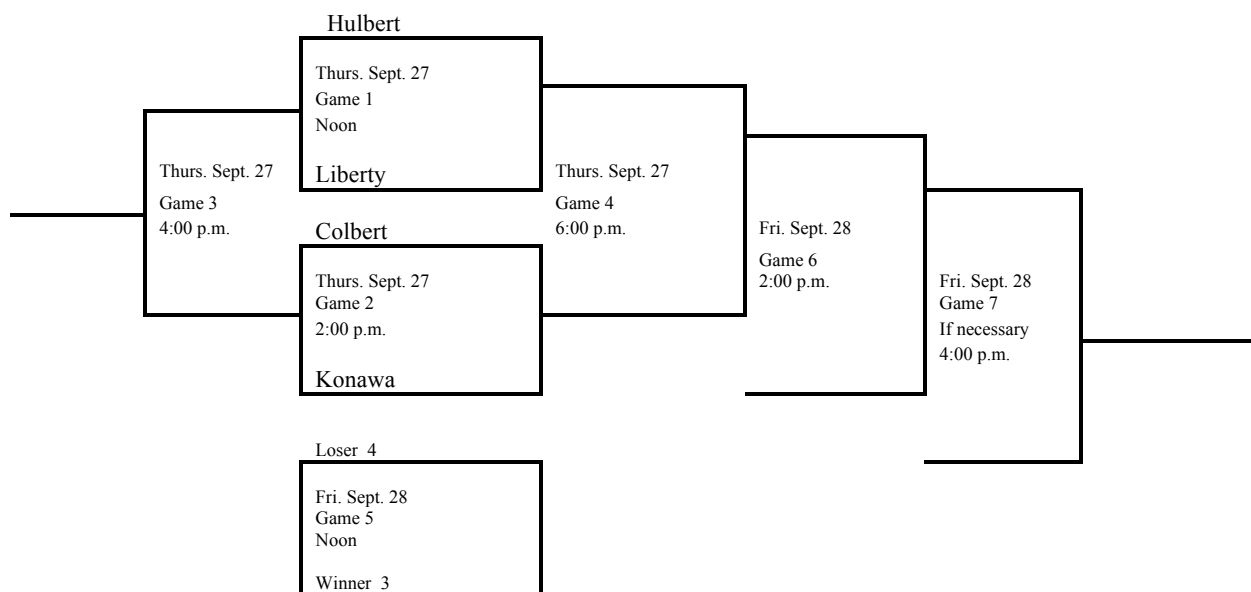 Hulbert
Thurs. Sept. 27
Game 1
Noon
Liberty
Thurs. Sept. 27
Game 3
4:00 p.m.
Colbert
Thurs. Sept. 27
Game 2
2:00 p.m.
Konawa
Thurs. Sept. 27
Game 4
6:00 p.m.
Fri. Sept. 28
Game 6
2:00 p.m.
Fri. Sept. 28
Game 7
If necessary
4:00 p.m.
Loser 4
Fri. Sept. 28
Game 5
Noon
Winner 3